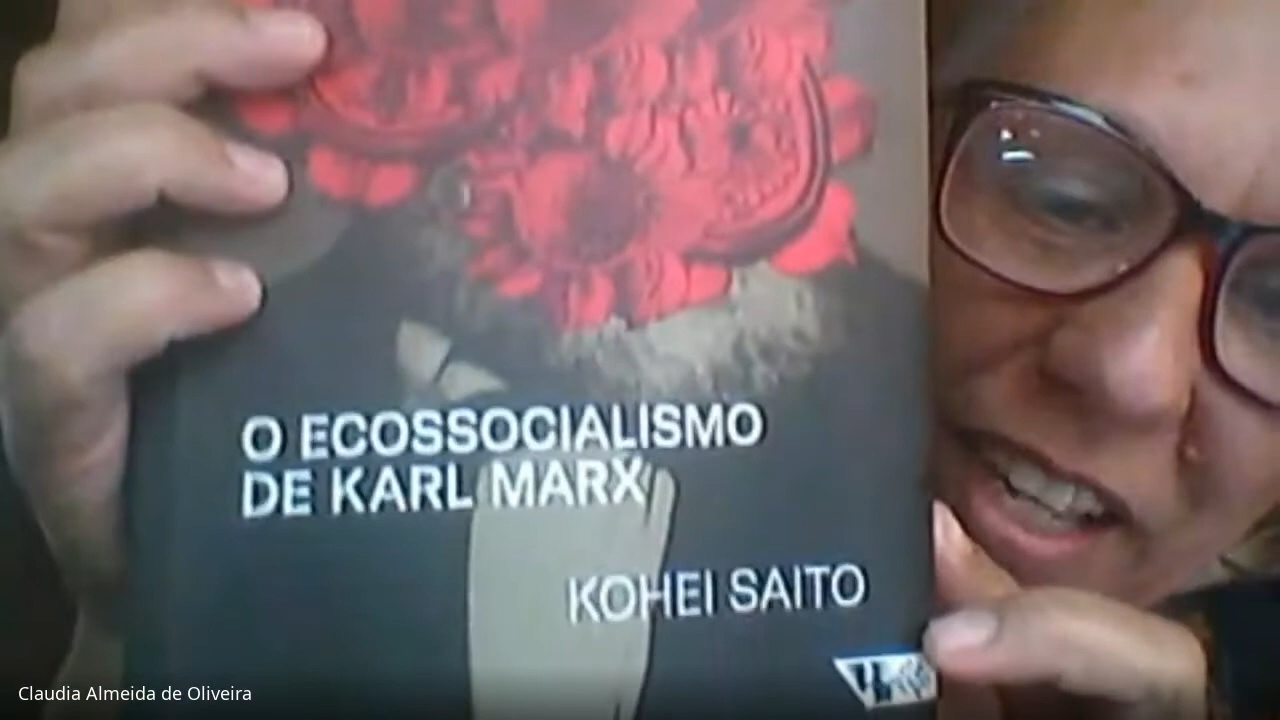 O ECOSSOCIALISMO
DE KARL MARX
KOHEI SAITO
Claudia Almeida de Oliveira